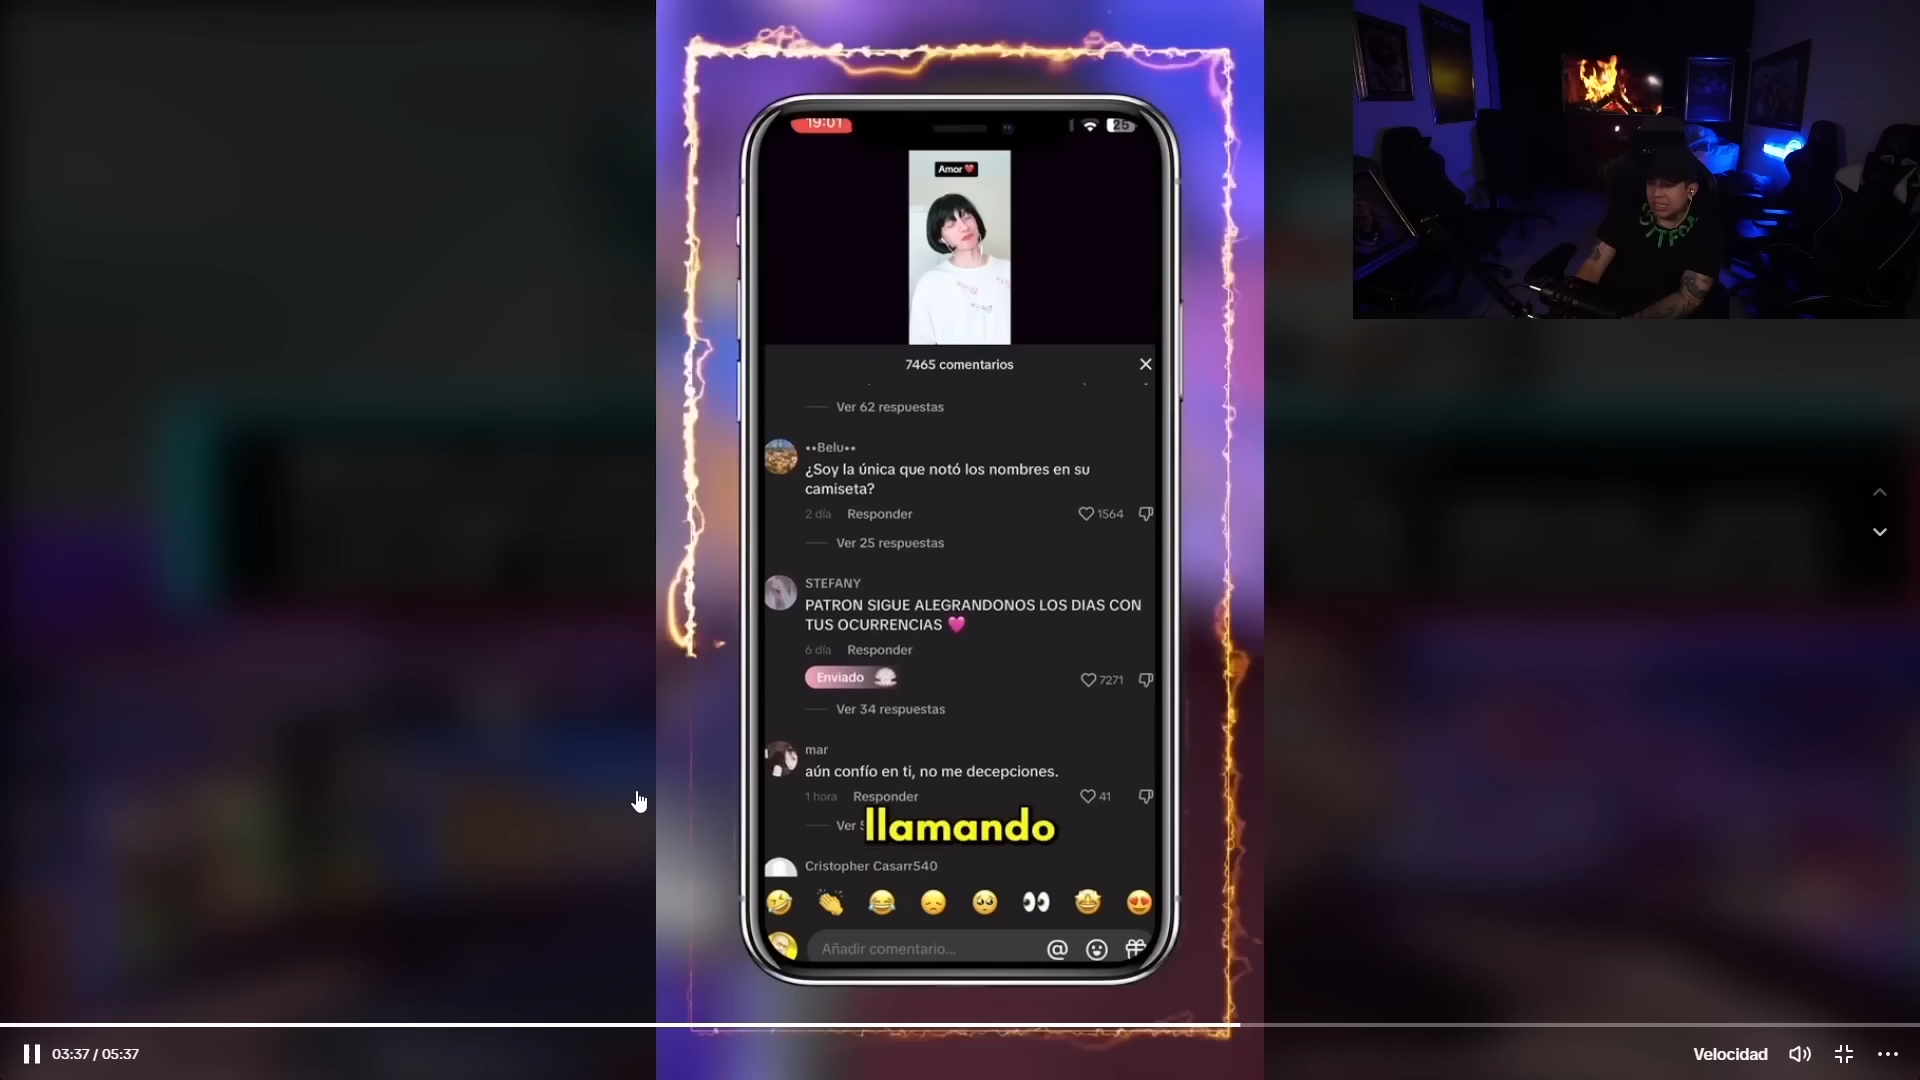 19:01
25
Amor ❤️
7465 comentarios
Ver 62 respuestas
••Belu••
¿Soy la única que notó los nombres en su
camiseta?
2 día Responder 1564
Ver 25 respuestas
STEFANY
PATRON SIGUE ALEGRANDONOS LOS DIAS CON
TUS OCURRENCIAS 🩷
6 día Responder
Enviado 7271
Ver 34 respuestas
mar
aún confío en ti, no me decepciones.
1 hora Responder 41
Ver
llamando
Cristopher Casarr540
Añadir comentario...
03:37 / 05:37
Velocidad